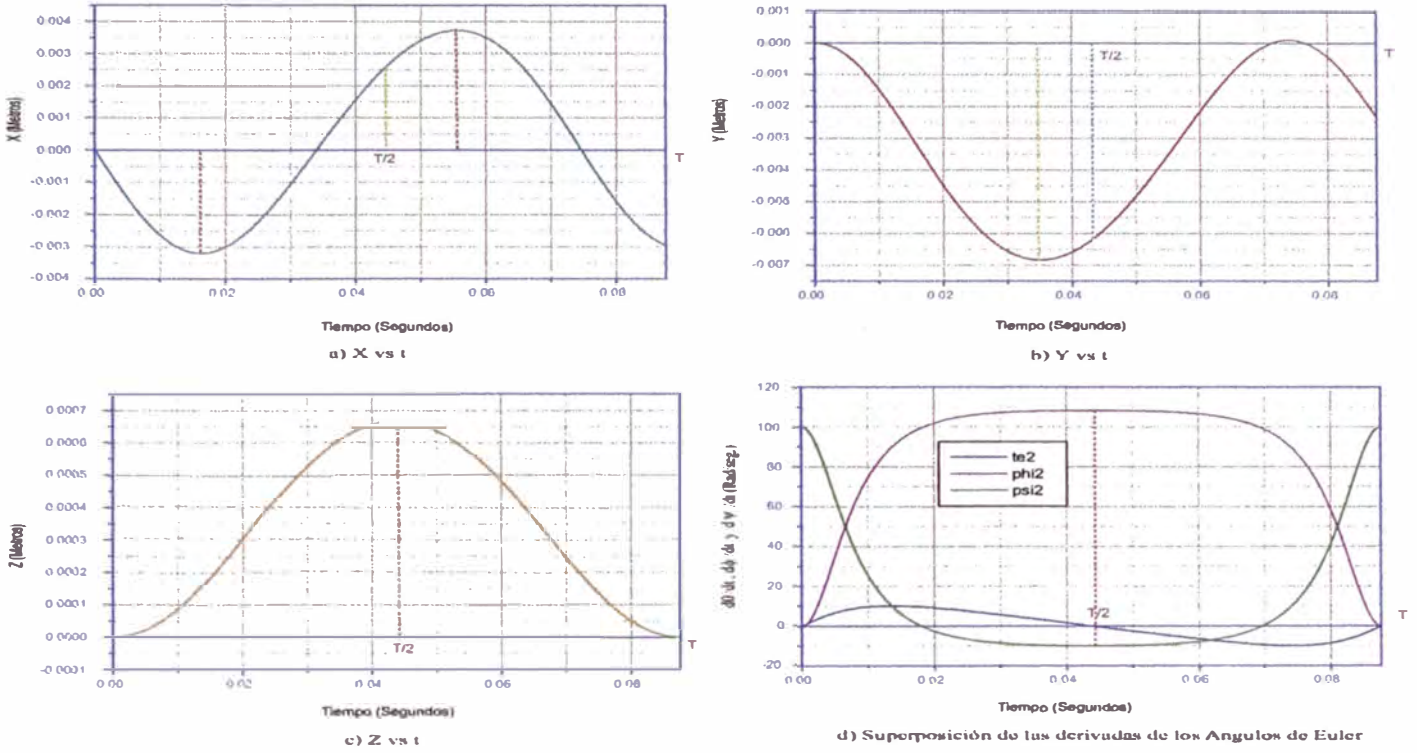 0.004
0.003
0.002
0.001
0.000
-0.001
-0.002
-0.003
-0.004
X (Metros)
T/2
T
0.00
0.02
0.04
0.06
0.08
Tiempo (Segundos)
a) X vs t
0.001
0.000
-0.001
-0.002
-0.003
-0.004
-0.005
-0.006
-0.007
Y (Metros)
T/2
T
0.00
0.02
0.04
0.06
0.08
Tiempo (Segundos)
b) Y vs t
0.0007
0.0006
0.0005
0.0004
0.0003
0.0002
0.0001
0.0000
-0.0001
Z (Metros)
T/2
T
0.00
0.02
0.04
0.06
0.08
Tiempo (Segundos)
c) Z vs t
120
100
80
60
40
20
0
-20
te2
phi2
psi2
T/2
T
0.00
0.02
0.04
0.06
0.08
Tiempo (Segundos)
d) Superposición de las derivadas de los Angulos de Euler